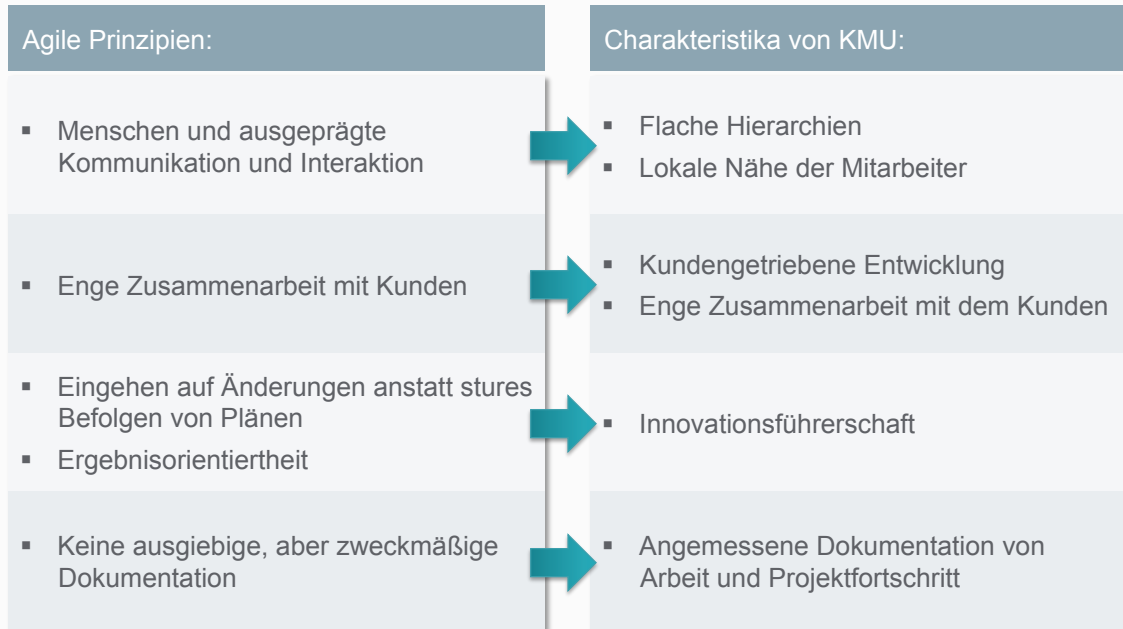 Agile Prinzipien:
Charakteristika von KMU:
▪ Menschen und ausgeprägte
Kommunikation und Interaktion
▪ Flache Hierarchien
▪ Lokale Nähe der Mitarbeiter
▪ Enge Zusammenarbeit mit Kunden
▪ Kundengetriebene Entwicklung
▪ Enge Zusammenarbeit mit dem Kunden
▪ Eingehen auf Änderungen anstatt stures
Befolgen von Plänen
▪ Ergebnisorientiertheit
▪ Innovationsführerschaft
▪ Keine ausgiebige, aber zweckmäßige
Dokumentation
▪ Angemessene Dokumentation von
Arbeit und Projektfortschritt